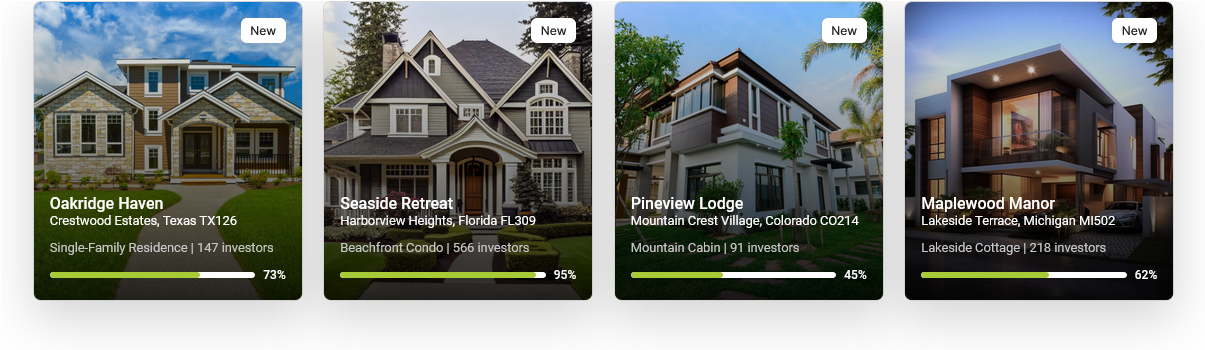 New
Oakridge Haven
Crestwood Estates, Texas TX126
Single-Family Residence | 147 investors
73%
New
Seaside Retreat
Harborview Heights, Florida FL309
Beachfront Condo | 566 investors
95%
New
Pineview Lodge
Mountain Crest Village, Colorado CO214
Mountain Cabin | 91 investors
45%
New
Maplewood Manor
Lakeside Terrace, Michigan MI502
Lakeside Cottage | 218 investors
62%